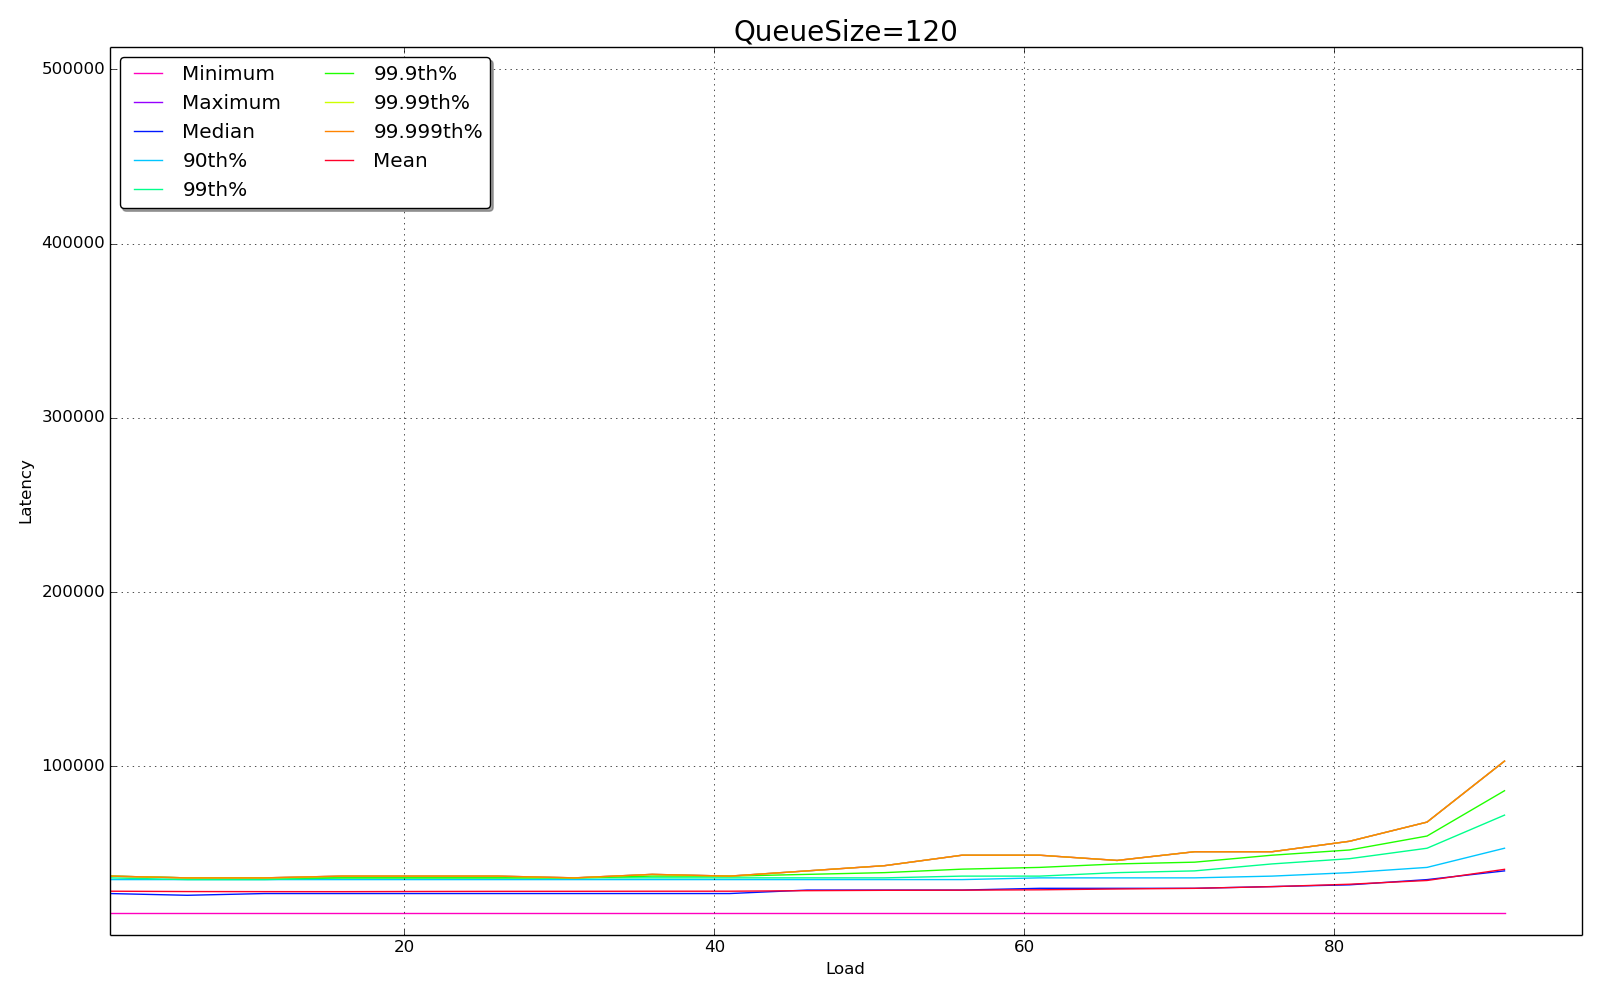 QueueSize=120
500000
400000
300000
200000
100000
Latency
Minimum
Maximum
Median
90th%
99th%
99.9th%
99.99th%
99.999th%
Mean
20
40
60
80
Load